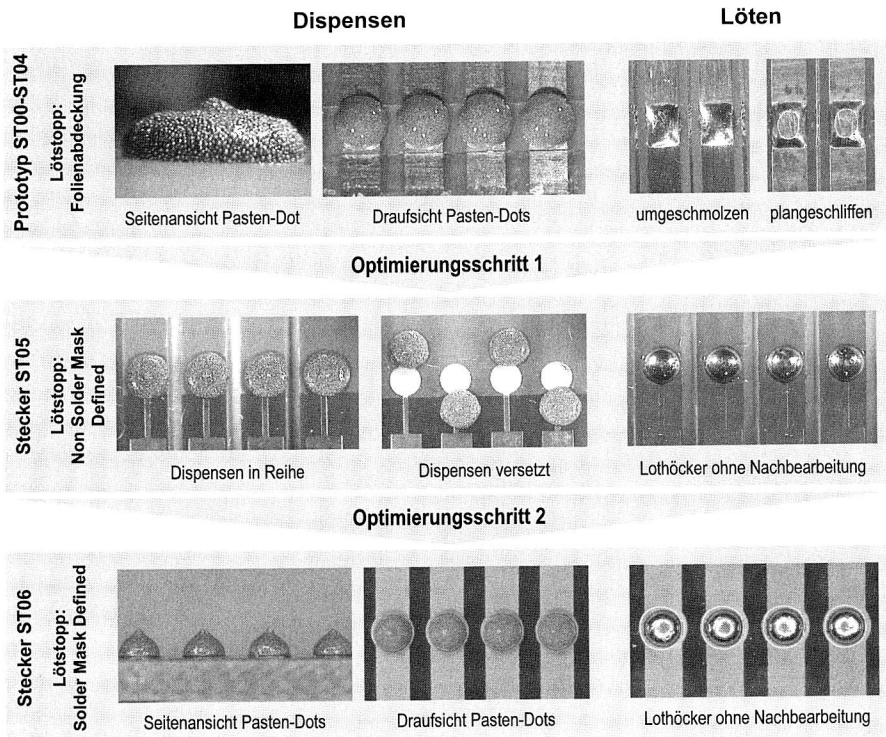 Dispensen
Löten
Prototyp ST00-ST04
Lötstopp:
Folienabdeckung
Seitenansicht Pasten-Dot
Draufsicht Pasten-Dots
umgeschmolzen
plangeschliffen
Optimierungsschritt 1
Stecker ST05
Lötstopp:
Non Solder Mask
Defined
Dispensen in Reihe
Dispensen versetzt
Lothöcker ohne Nachbearbeitung
Optimierungsschritt 2
Stecker ST06
Lötstopp:
Solder Mask Defined
Seitenansicht Pasten-Dots
Draufsicht Pasten-Dots
Lothöcker ohne Nachbearbeitung